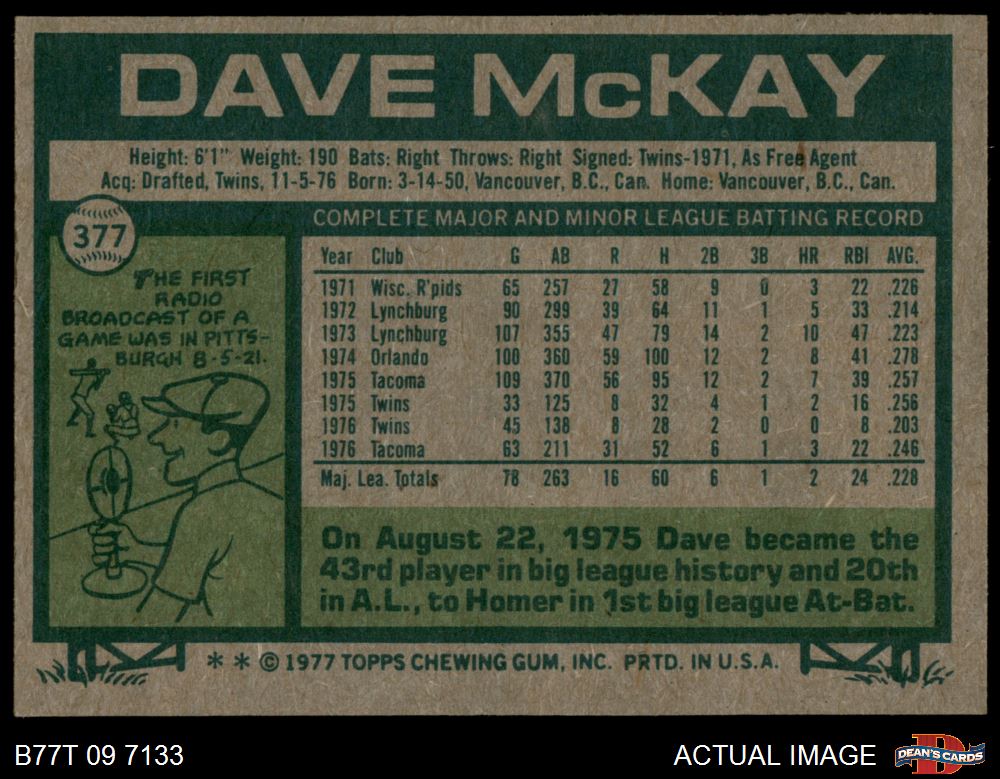 DAVE McKAY
Height: 6'1" Weight: 190 Bats: Right Throws: Right Signed: Twins-1971, As Free Agent
Acq: Drafted, Twins, 11-5-76 Born: 3-14-50, Vancouver, B.C., Can. Home: Vancouver, B.C., Can.
377
THE FIRST
RADIO
BROADCAST OF A
GAME WAS IN PITTS-
BURGH 8-5-21.
COMPLETE MAJOR AND MINOR LEAGUE BATTING RECORD
Year Club G AB R H 2B 3B HR RBI AVG.
1971 Wisc. R'pids 65 257 27 58 9 0 3 22 .226
1972 Lynchburg 90 299 39 64 11 1 5 33 .214
1973 Lynchburg 107 355 47 79 14 2 10 47 .223
1974 Orlando 100 360 59 100 12 2 8 41 .278
1975 Tacoma 109 370 56 95 12 2 7 39 .257
1975 Twins 33 125 8 32 4 1 2 16 .256
1976 Twins 45 138 8 28 2 0 0 8 .203
1976 Tacoma 63 211 31 52 6 1 3 22 .246
Maj. Lea. Totals 78 263 16 60 6 1 2 24 .228
On August 22, 1975 Dave became the
43rd player in big league history and 20th
in A.L., to Homer in 1st big league At-Bat.
* * © 1977 TOPPS CHEWING GUM, INC. PRTD. IN U.S.A.
B77T 09 7133
ACTUAL IMAGE
DEAN'S CARDS